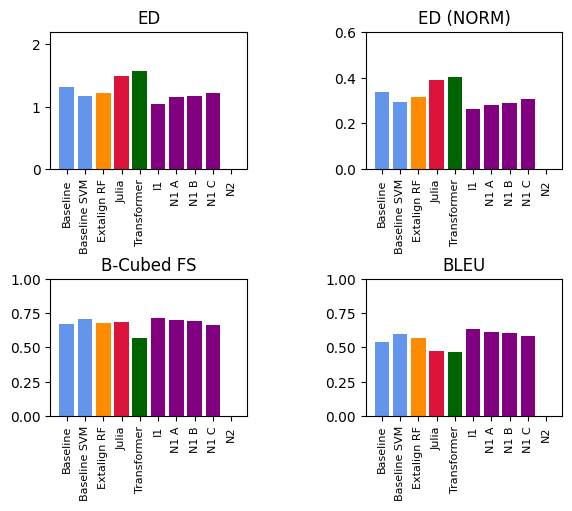 ED
2
1
0
Baseline
Baseline SVM
Extalign RF
Julia
Transformer
I1
N1 A
N1 B
N1 C
N2
ED (NORM)
0.6
0.4
0.2
0.0
Baseline
Baseline SVM
Extalign RF
Julia
Transformer
I1
N1 A
N1 B
N1 C
N2
B-Cubed FS
1.00
0.75
0.50
0.25
0.00
Baseline
Baseline SVM
Extalign RF
Julia
Transformer
I1
N1 A
N1 B
N1 C
N2
BLEU
1.00
0.75
0.50
0.25
0.00
Baseline
Baseline SVM
Extalign RF
Julia
Transformer
I1
N1 A
N1 B
N1 C
N2